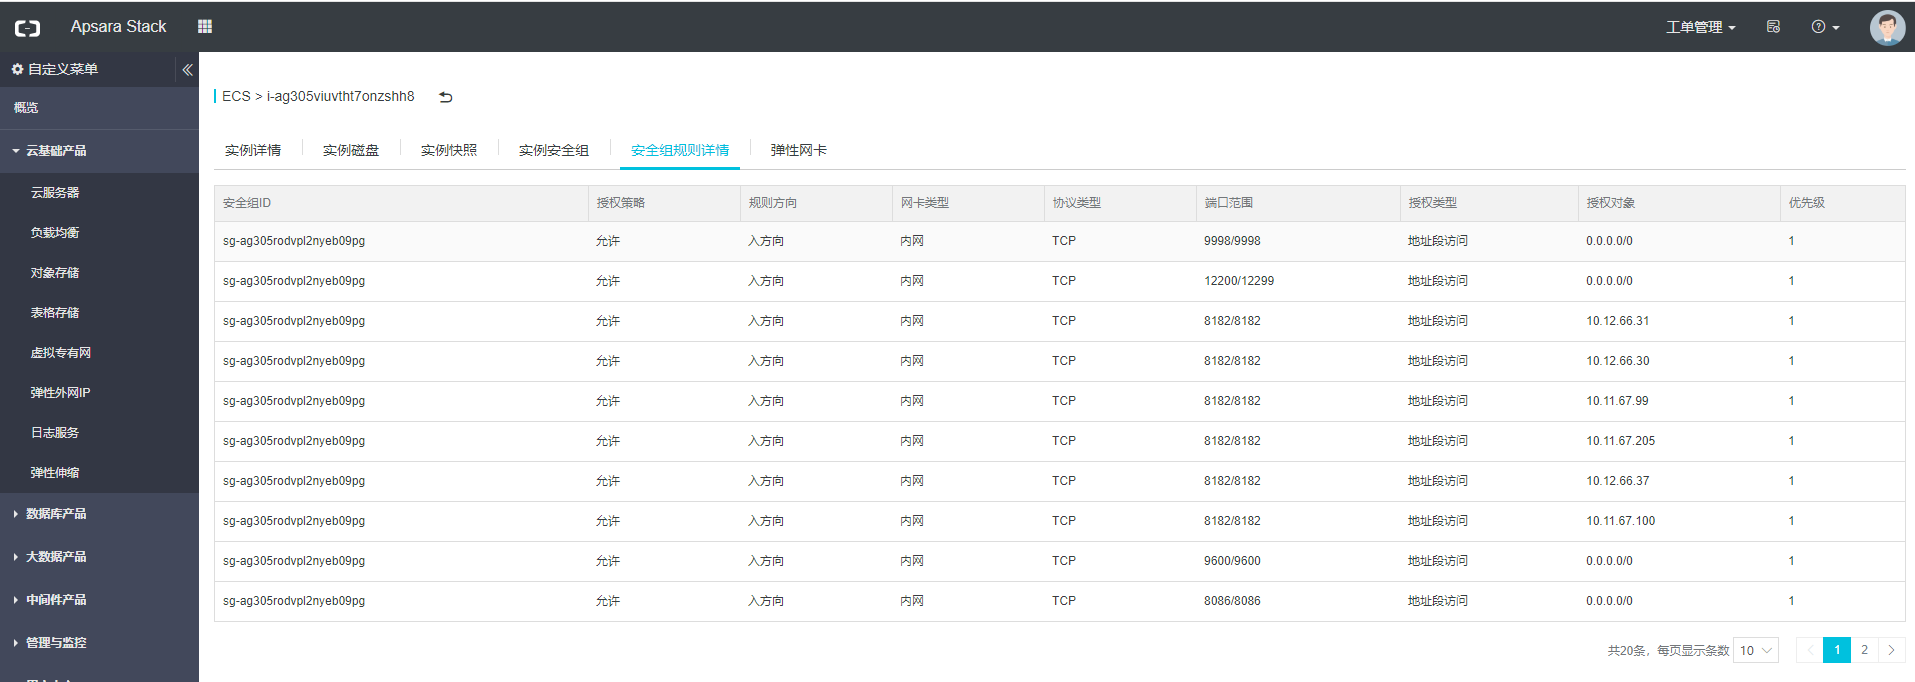 Apsara Stack
工单管理
自定义菜单
概览
云基础产品
云服务器
负载均衡
对象存储
表格存储
虚拟专有网
弹性外网IP
日志服务
弹性伸缩
数据库产品
大数据产品
中间件产品
管理与监控
ECS > i-ag305viuvtht7onzshh8
实例详情 实例磁盘 实例快照 实例安全组 安全组规则详情 弹性网卡
安全组ID 授权策略 规则方向 网卡类型 协议类型 端口范围 授权类型 授权对象 优先级
sg-ag305rodvpl2nyeb09pg 允许 入方向 内网 TCP 9998/9998 地址段访问 0.0.0.0/0 1
sg-ag305rodvpl2nyeb09pg 允许 入方向 内网 TCP 12200/12299 地址段访问 0.0.0.0/0 1
sg-ag305rodvpl2nyeb09pg 允许 入方向 内网 TCP 8182/8182 地址段访问 10.12.66.31 1
sg-ag305rodvpl2nyeb09pg 允许 入方向 内网 TCP 8182/8182 地址段访问 10.12.66.30 1
sg-ag305rodvpl2nyeb09pg 允许 入方向 内网 TCP 8182/8182 地址段访问 10.11.67.99 1
sg-ag305rodvpl2nyeb09pg 允许 入方向 内网 TCP 8182/8182 地址段访问 10.11.67.205 1
sg-ag305rodvpl2nyeb09pg 允许 入方向 内网 TCP 8182/8182 地址段访问 10.12.66.37 1
sg-ag305rodvpl2nyeb09pg 允许 入方向 内网 TCP 8182/8182 地址段访问 10.11.67.100 1
sg-ag305rodvpl2nyeb09pg 允许 入方向 内网 TCP 9600/9600 地址段访问 0.0.0.0/0 1
sg-ag305rodvpl2nyeb09pg 允许 入方向 内网 TCP 8086/8086 地址段访问 0.0.0.0/0 1
共20条，每页显示条数 10 < 1 2 >